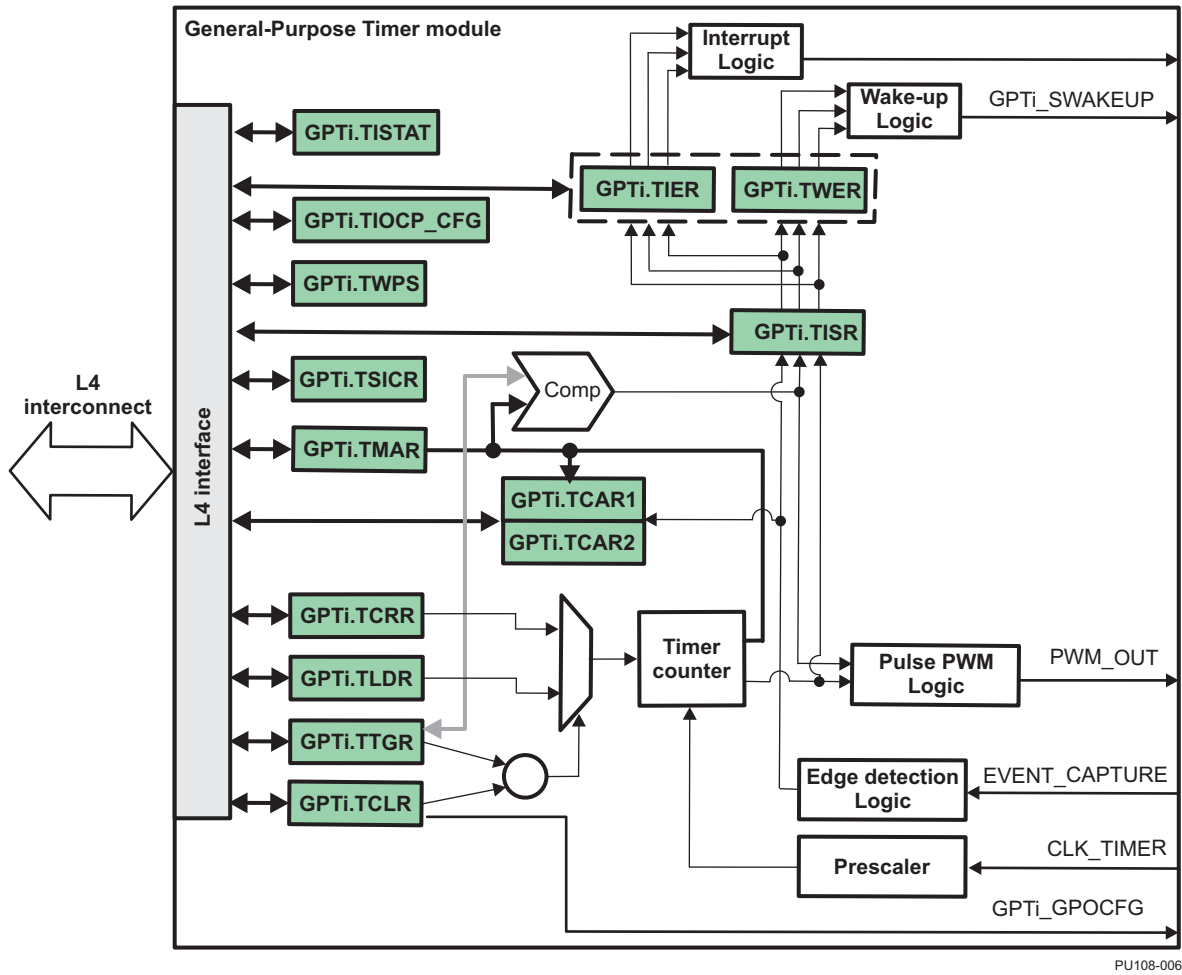 General-Purpose Timer module
Interrupt
Logic
Wake-up
Logic
GPTi_SWAKEUP
GPTi.TISTAT
GPTi.TIER
GPTi.TWER
GPTi.TIOCP_CFG
GPTi.TWPS
GPTi.TISR
L4
interconnect
L4 interface
GPTi.TSICR
Comp
GPTi.TMAR
GPTi.TCAR1
GPTi.TCAR2
GPTi.TCRR
Timer
counter
Pulse PWM
Logic
PWM_OUT
GPTi.TLDR
GPTi.TTGR
GPTi.TCLR
Edge detection
Logic
EVENT_CAPTURE
Prescaler
CLK_TIMER
GPTi_GPOCFG
PU108-006